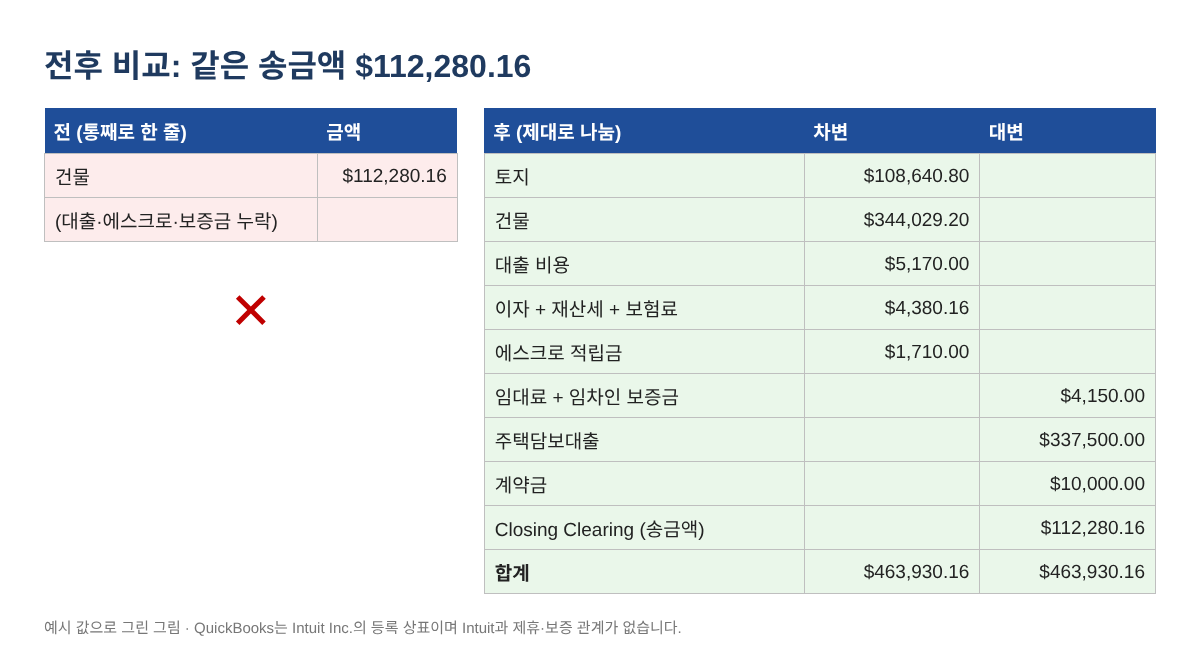 전후 비교: 같은 송금액 $112,280.16
전 (통째로 한 줄) 금액
건물 $112,280.16
(대출·에스크로·보증금 누락)
후 (제대로 나눔) 차변 대변
토지 $108,640.80
건물 $344,029.20
대출 비용 $5,170.00
이자 + 재산세 + 보험료 $4,380.16
에스크로 적립금 $1,710.00
임대료 + 임차인 보증금 $4,150.00
주택담보대출 $337,500.00
계약금 $10,000.00
Closing Clearing (송금액) $112,280.16
합계 $463,930.16 $463,930.16
예시 값으로 그린 그림 · QuickBooks는 Intuit Inc.의 등록 상표이며 Intuit과 제휴·보증 관계가 없습니다.